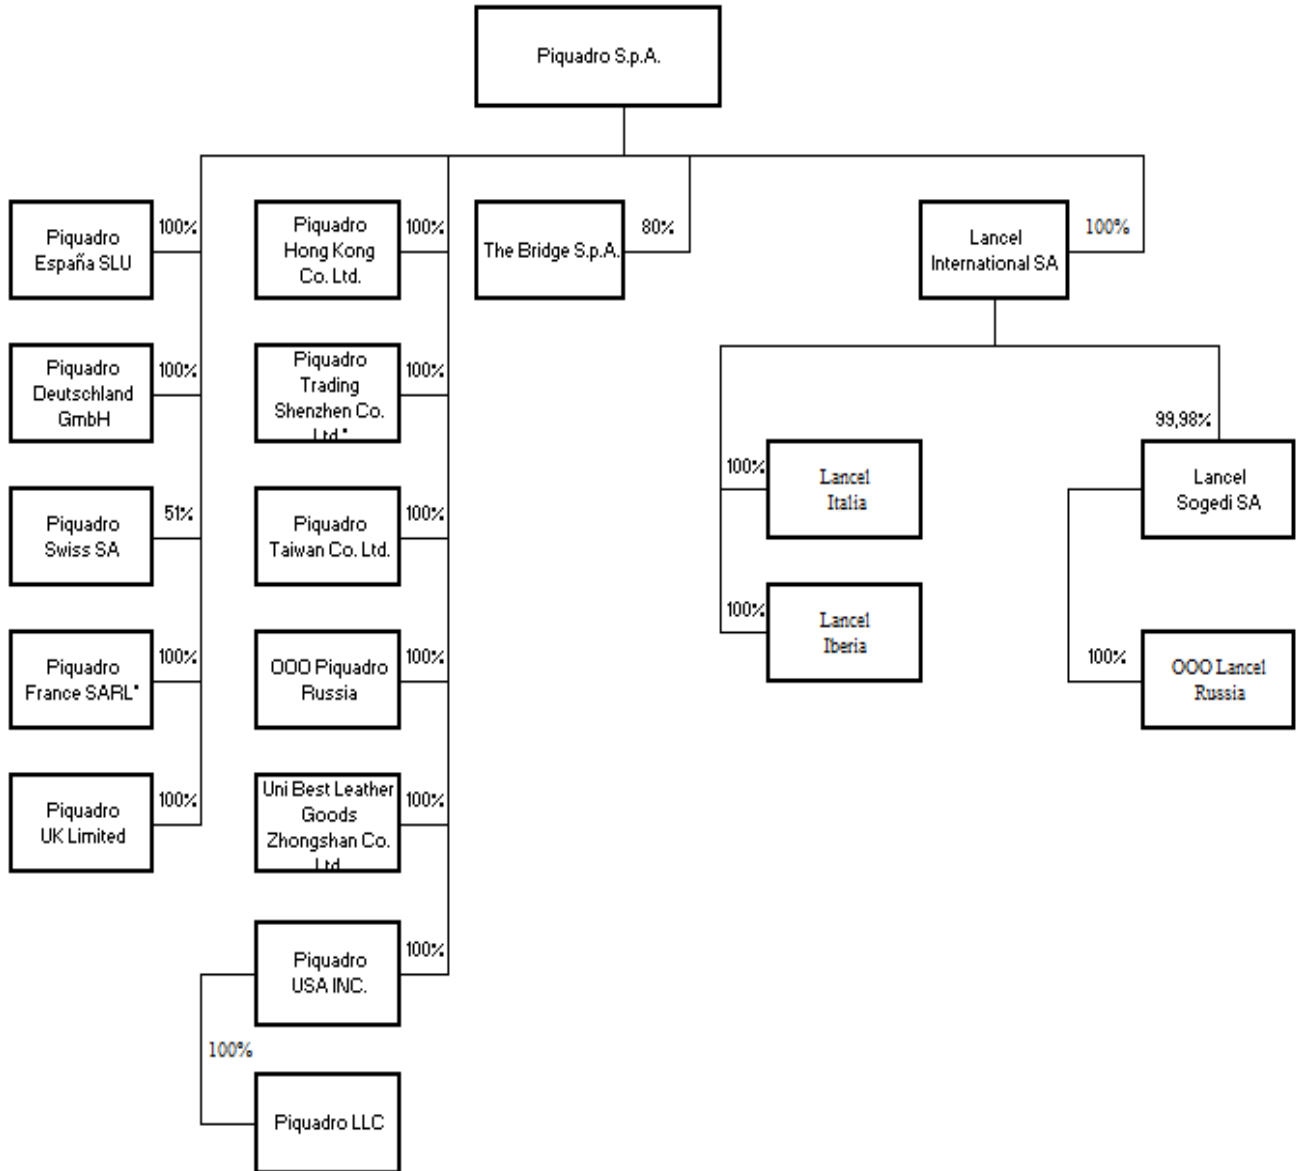 Piquadro S.p.A.
Piquadro
España SLU
100%
Piquadro
Hong Kong
Co. Ltd.
100%
The Bridge S.p.A.
80%
Lancel
International SA
100%
Piquadro
Deutschland
GmbH
100%
Piquadro
Trading
Shenzhen Co.
Ltd.*
100%
99,98%
Piquadro
Swiss SA
51%
Piquadro
Taiwan Co. Ltd.
100%
100%
Lancel
Italia
Lancel
Sogedi SA
Piquadro
France SARL*
100%
OOO Piquadro
Russia
100%
100%
Lancel
Iberia
100%
OOO Lancel
Russia
Piquadro
UK Limited
100%
Uni Best Leather
Goods
Zhongshan Co.
Ltd.
100%
Piquadro
USA INC.
100%
100%
Piquadro LLC